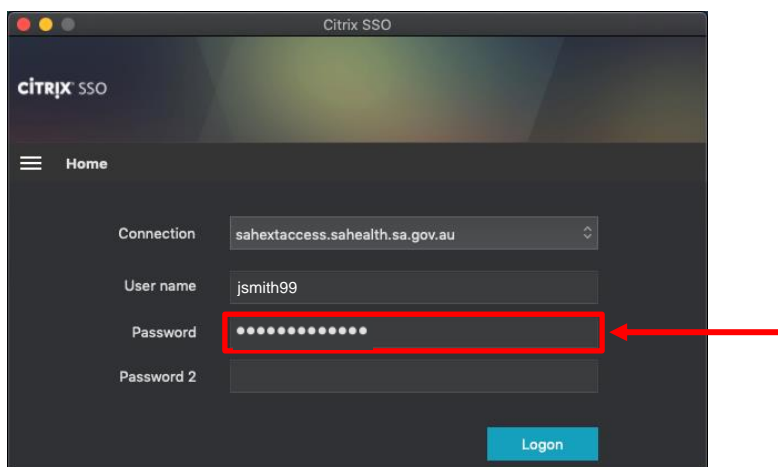 Citrix SSO
citrix SSO
Home
Connection sahextaccess.sahealth.sa.gov.au
User name jsmith99
Password •••••••••••••
Password 2
Logon